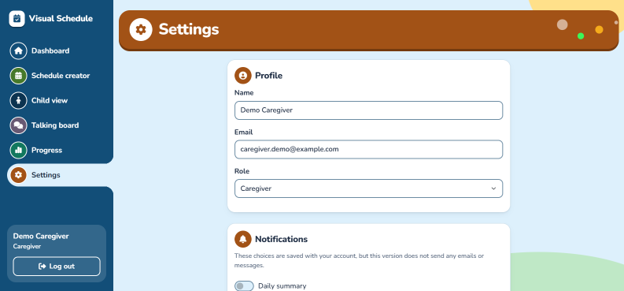 Visual Schedule
Dashboard
Schedule creator
Child view
Talking board
Progress
Settings
Demo Caregiver
Caregiver
Log out
Settings
Profile
Name
Demo Caregiver
Email
caregiver.demo@example.com
Role
Caregiver
Notifications
These choices are saved with your account, but this version does not send any emails or
messages.
Daily summary